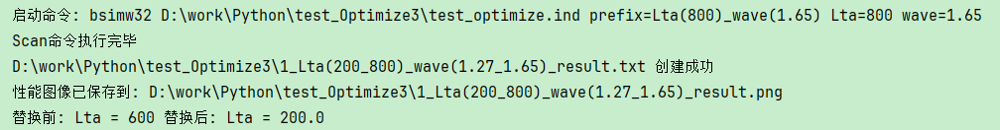 启动命令: bsimw32 D:\work\Python\test_Optimize3\test_optimize.ind prefix=Lta(800)_wave(1.65) Lta=800 wave=1.65
Scan命令执行完毕
D:\work\Python\test_Optimize3\1_Lta(200_800)_wave(1.27_1.65)_result.txt 创建成功
性能图像已保存到: D:\work\Python\test_Optimize3\1_Lta(200_800)_wave(1.27_1.65)_result.png
替换前: Lta = 600 替换后: Lta = 200.0